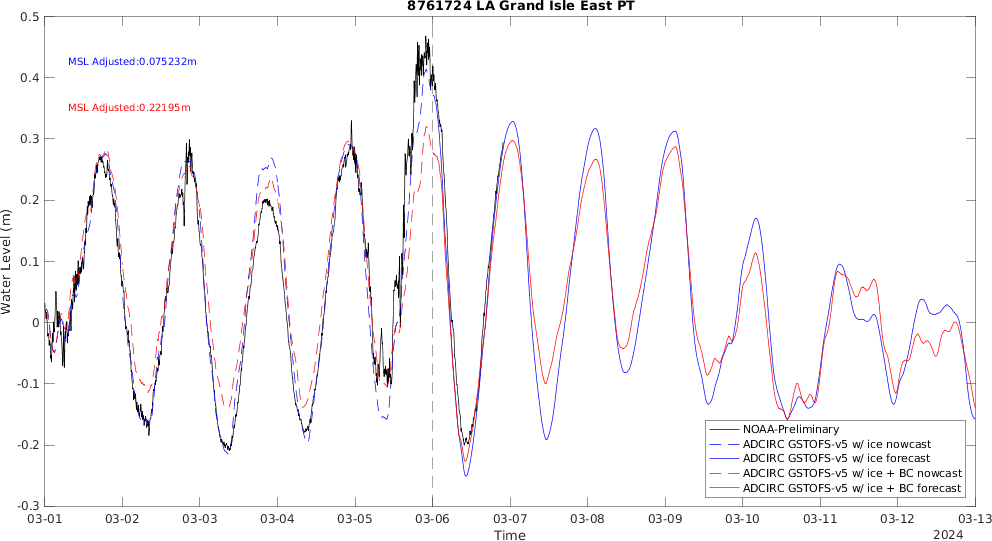 8761724 LA Grand Isle East PT
MSL Adjusted:0.075232m
MSL Adjusted:0.22195m
Water Level (m)
0.5
0.4
0.3
0.2
0.1
0
-0.1
-0.2
-0.3
NOAA-Preliminary
ADCIRC GSTOFS-v5 w/ ice nowcast
ADCIRC GSTOFS-v5 w/ ice forecast
ADCIRC GSTOFS-v5 w/ ice + BC nowcast
ADCIRC GSTOFS-v5 w/ ice + BC forecast
03-01 03-02 03-03 03-04 03-05 03-06 03-07 03-08 03-09 03-10 03-11 03-12 03-13
Time
2024